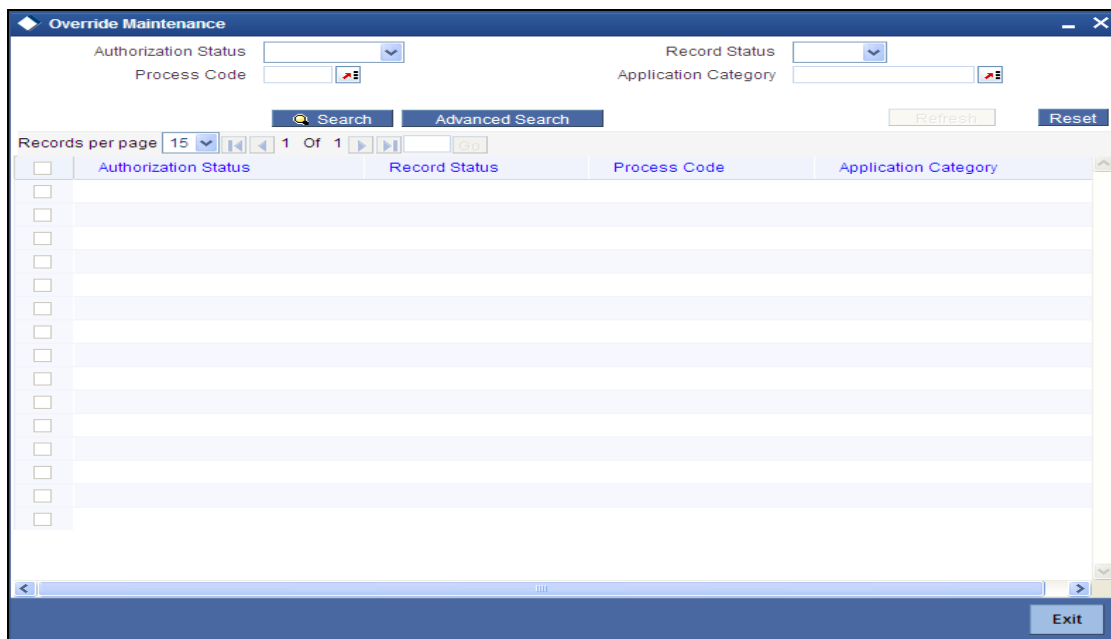 Override Maintenance
Authorization Status Record Status
Process Code Application Category
Search Advanced Search Refresh Reset
Records per page 15 1 Of 1 Go
Authorization Status Record Status Process Code Application Category
Exit